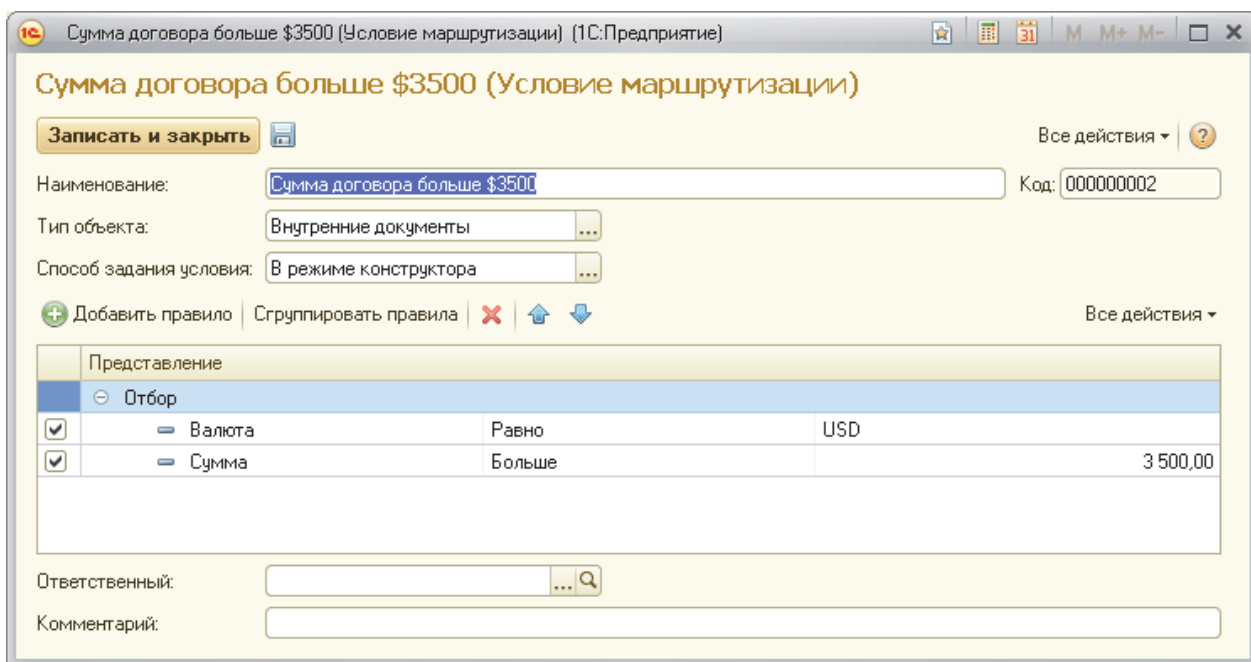 Сумма договора больше $3500 (Условие маршрутизации) (1С:Предприятие) 31 M M+ M-
Сумма договора больше $3500 (Условие маршрутизации)
Записать и закрыть Все действия ?
Наименование: Сумма договора больше $3500 Код: 000000002
Тип объекта: Внутренние документы ...
Способ задания условия: В режиме конструктора ...
Добавить правило Сгруппировать правила Все действия
Представление
Отбор
Валюта Равно USD
Сумма Больше 3 500,00
Ответственный: ...
Комментарий: